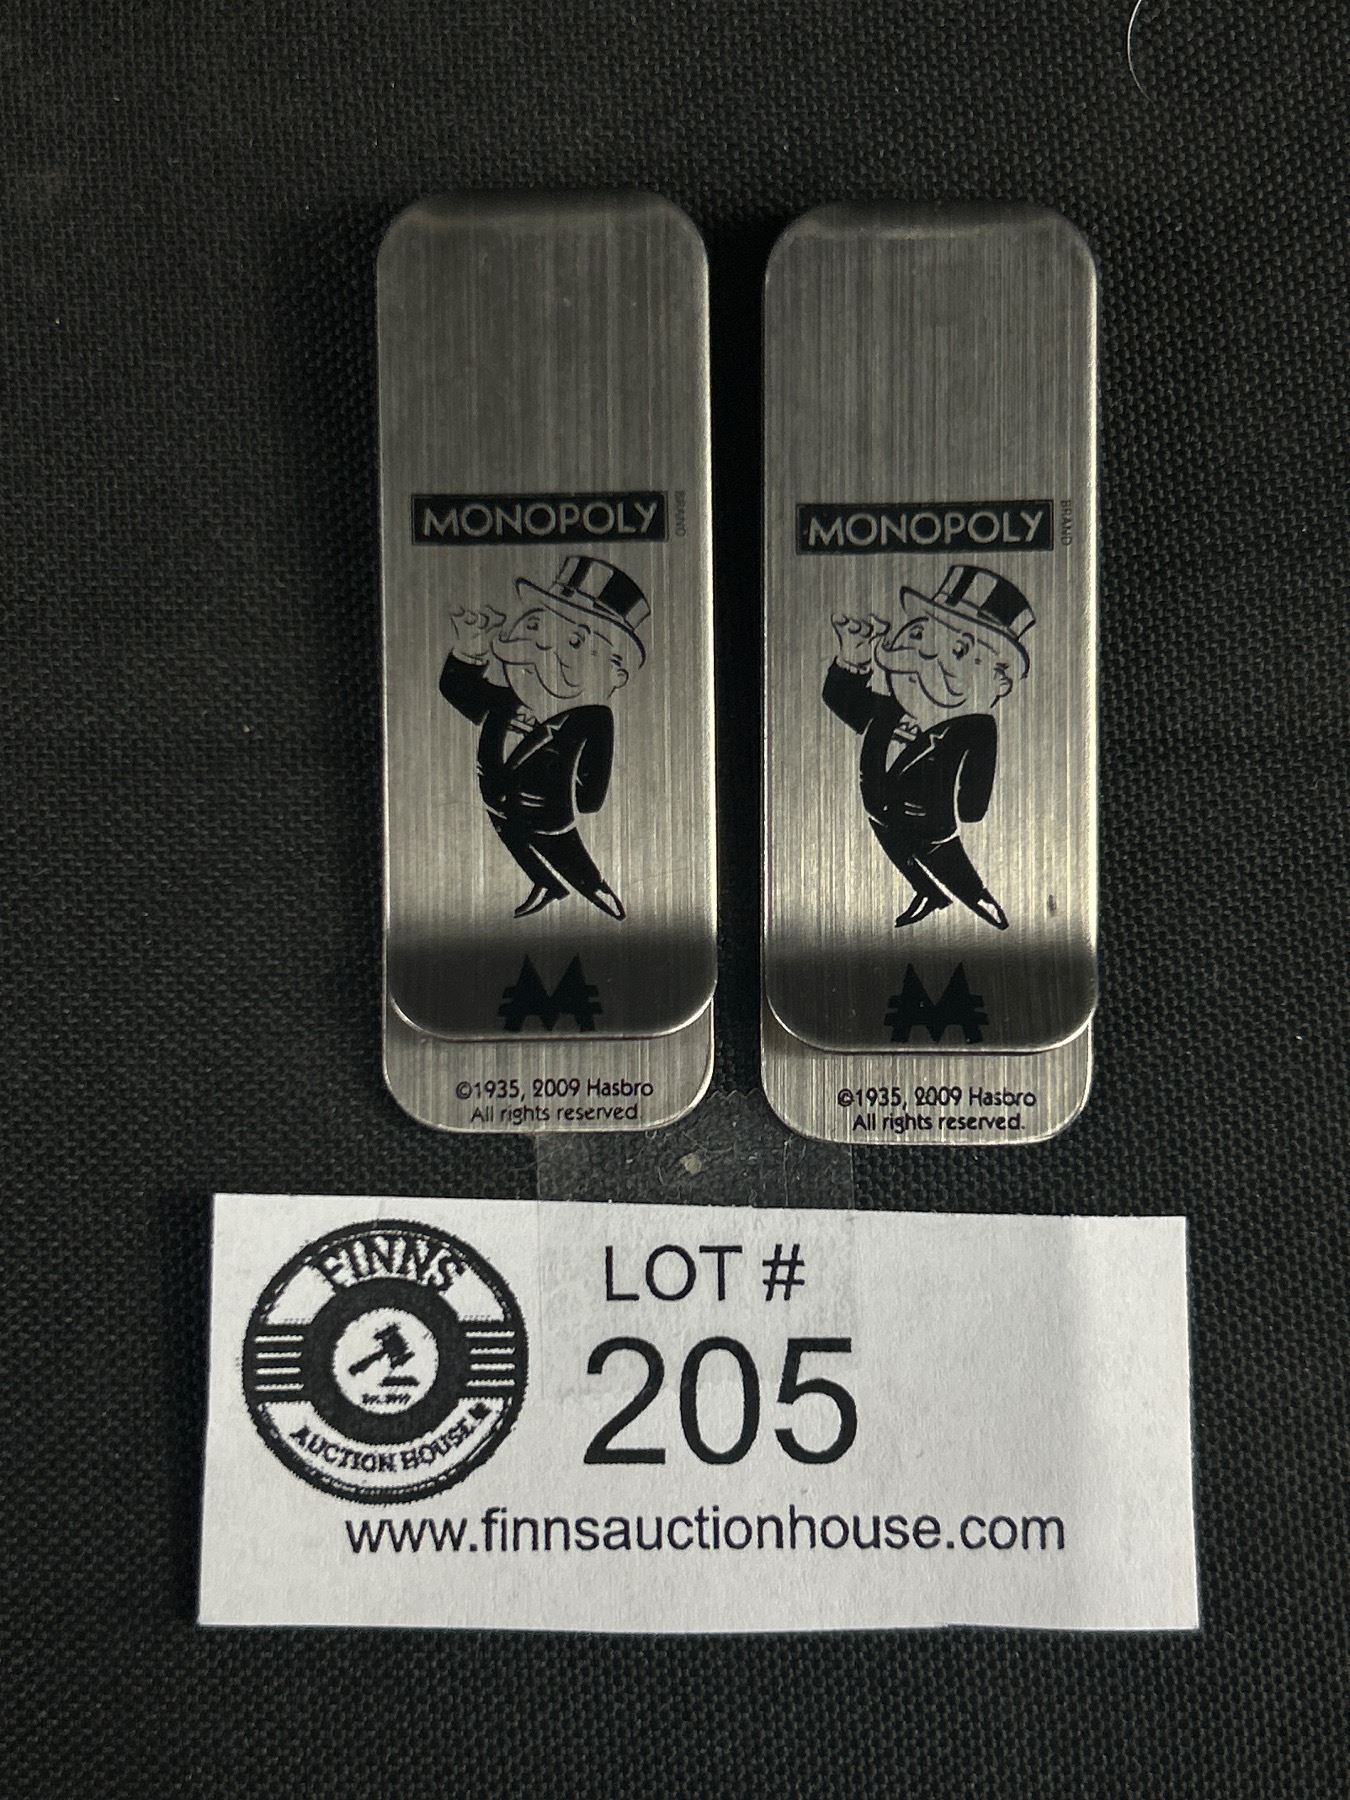 MONOPOLY
BRAND
MONOPOLY
BRAND
©1935, 2009 Hasbro
All rights reserved.
©1935, 2009 Hasbro
All rights reserved.
FINNS
AUCTION HOUSE
LOT #
205
www.finnsauctionhouse.com